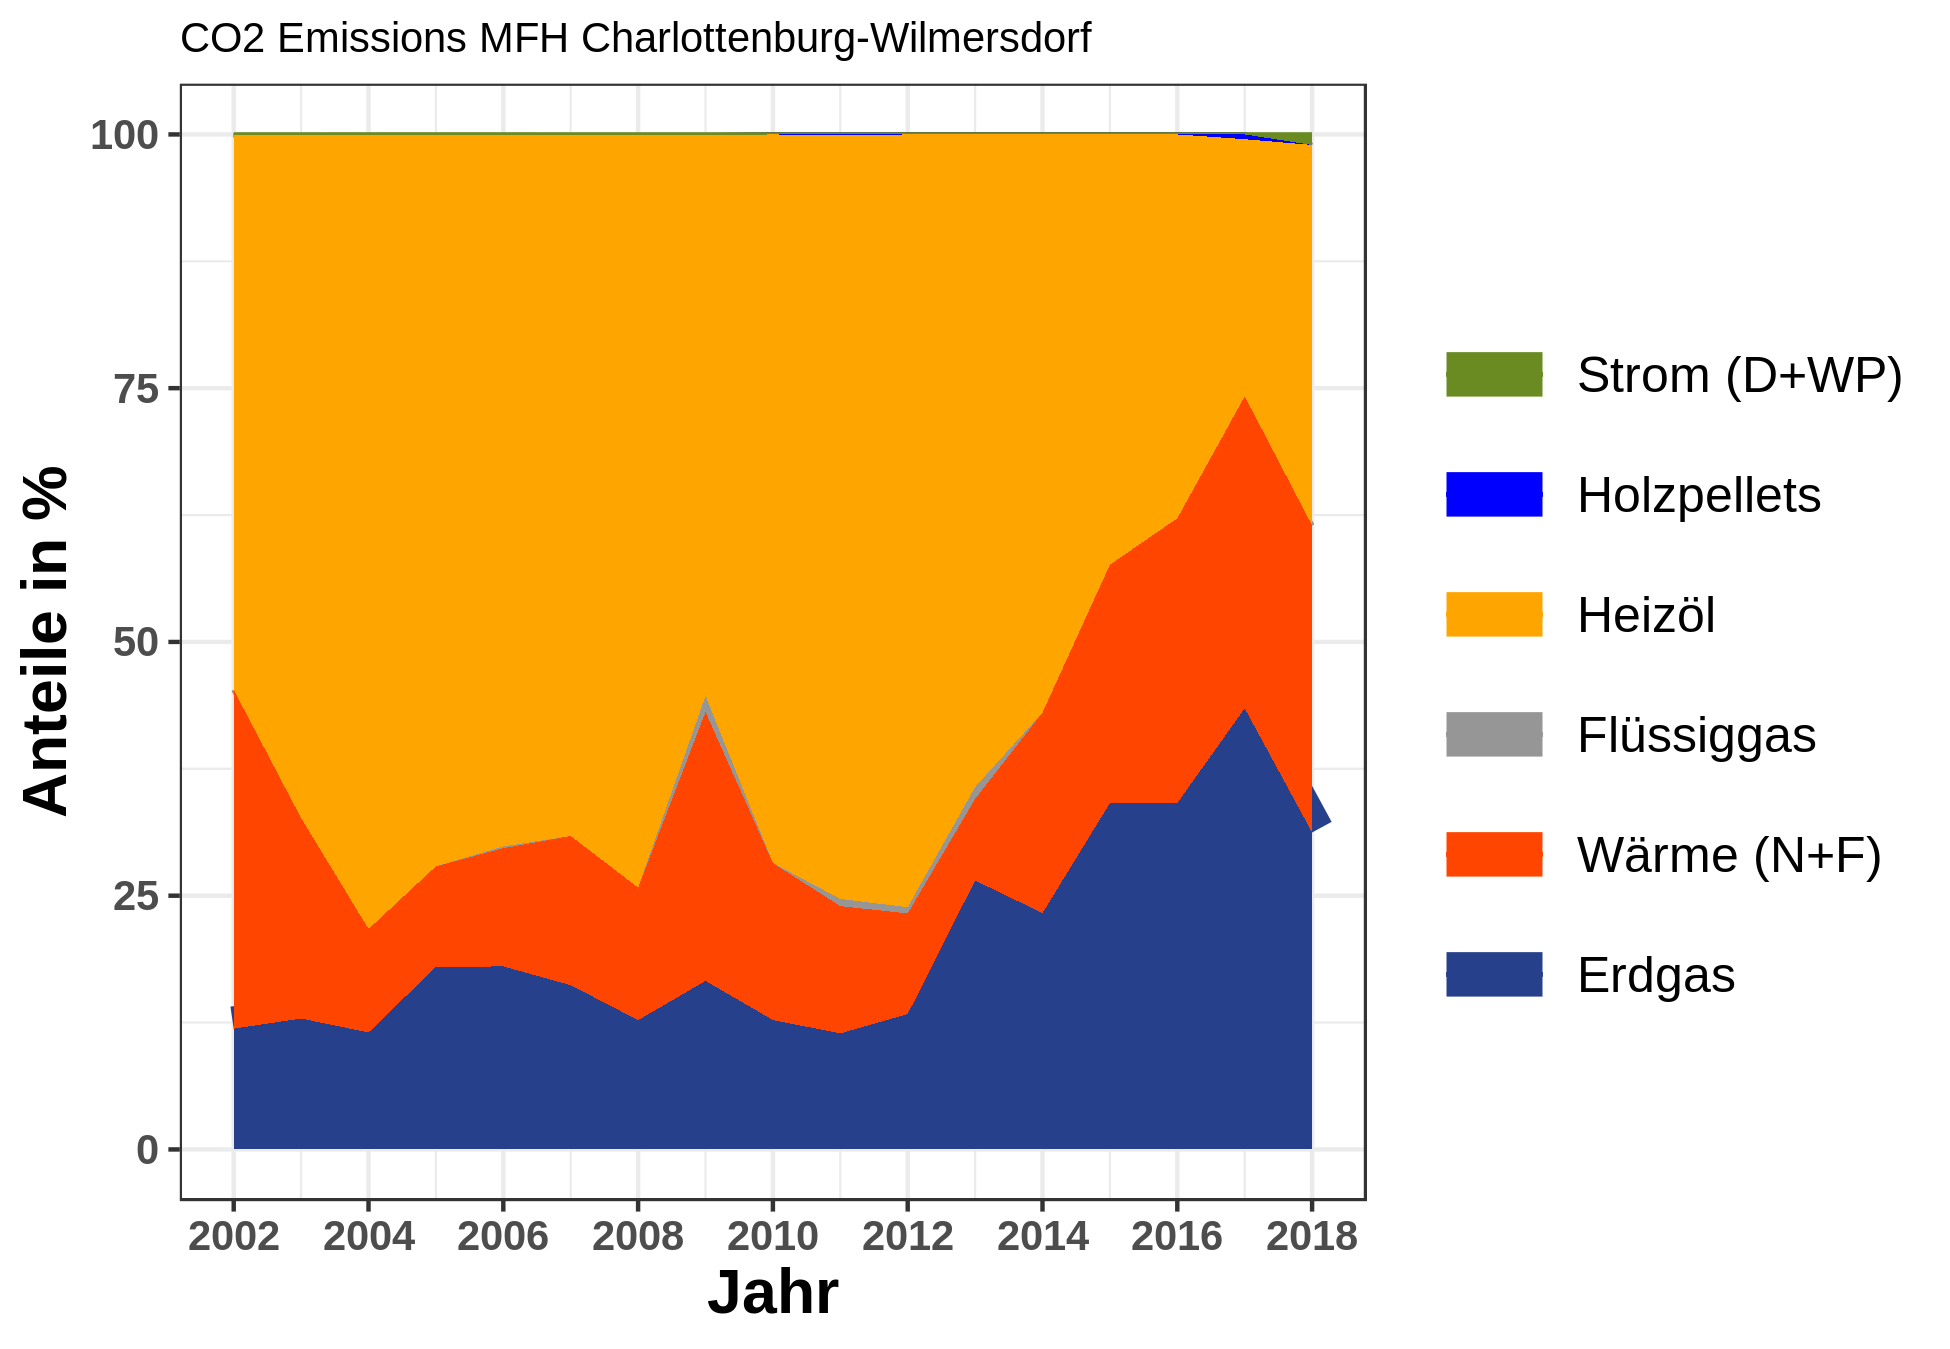 CO2 Emissions MFH Charlottenburg-Wilmersdorf
Anteile in %
100
75
50
25
0
2002 2004 2006 2008 2010 2012 2014 2016 2018
Jahr
Strom (D+WP)
Holzpellets
Heizöl
Flüssiggas
Wärme (N+F)
Erdgas